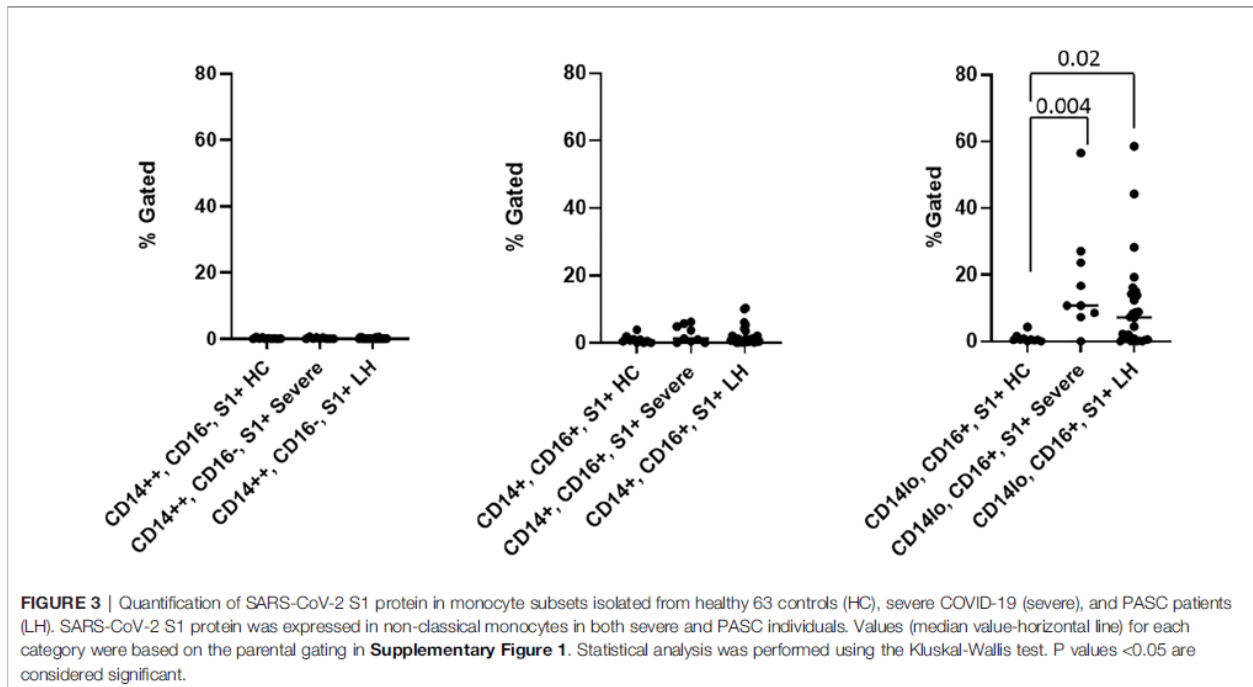 80
60
40
20
0
% Gated
CD14++, CD16-, S1+ HC
CD14++, CD16-, S1+ Severe
CD14++, CD16-, S1+ LH
80
60
40
20
0
% Gated
CD14+, CD16+, S1+ HC
CD14+, CD16+, S1+ Severe
CD14+, CD16+, S1+ LH
0.02
0.004
80
60
40
20
0
% Gated
CD14lo, CD16+, S1+ HC
CD14lo, CD16+, S1+ Severe
CD14lo, CD16+, S1+ LH
FIGURE 3 | Quantification of SARS-CoV-2 S1 protein in monocyte subsets isolated from healthy 63 controls (HC), severe COVID-19 (severe), and PASC patients
(LH). SARS-CoV-2 S1 protein was expressed in non-classical monocytes in both severe and PASC individuals. Values (median value-horizontal line) for each
category were based on the parental gating in Supplementary Figure 1. Statistical analysis was performed using the Kluskal-Wallis test. P values <0.05 are
considered significant.